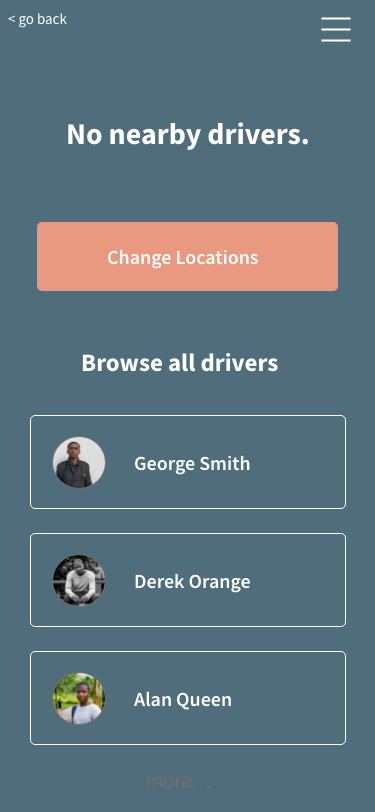 < go back
No nearby drivers.
Change Locations
Browse all drivers
George Smith
Derek Orange
Alan Queen
more...